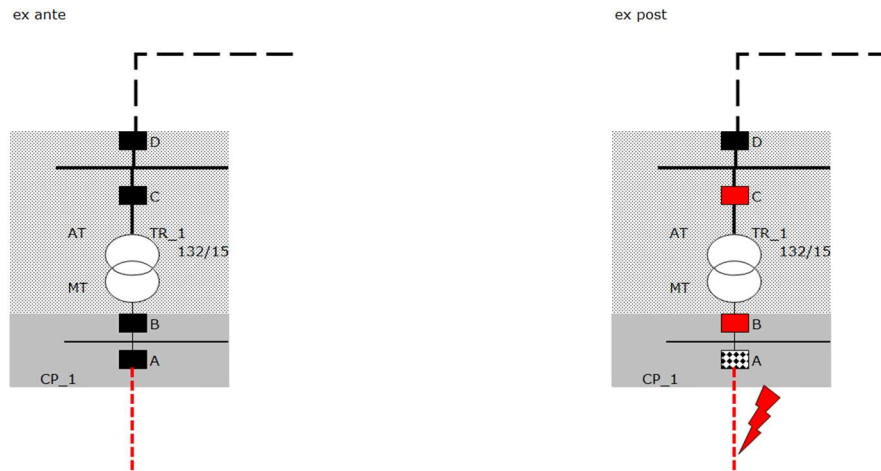 ex ante
D
C
AT
TR_1
132/15
MT
B
A
CP_1
ex post
D
C
AT
TR_1
132/15
MT
B
A
CP_1